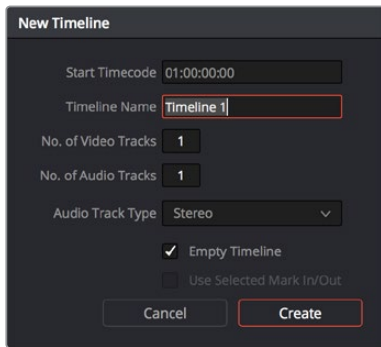 New Timeline
Start Timecode 01:00:00:00
Timeline Name Timeline 1
No. of Video Tracks 1
No. of Audio Tracks 1
Audio Track Type Stereo
Empty Timeline
Use Selected Mark In/Out
Cancel Create